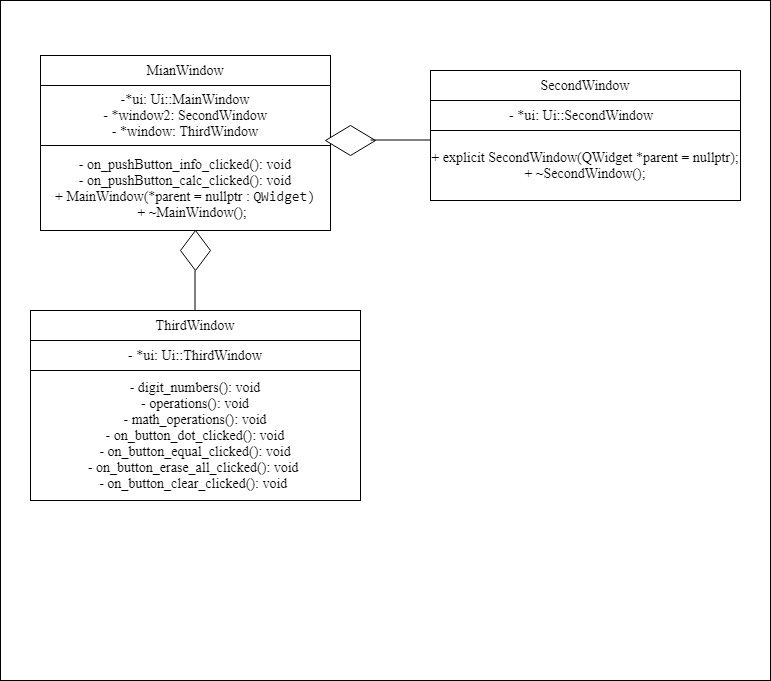 MianWindow
-*ui: Ui::MainWindow
- *window2: SecondWindow
- *window: ThirdWindow
- on_pushButton_info_clicked(): void
- on_pushButton_calc_clicked(): void
+ MainWindow(*parent = nullptr : QWidget)
+ ~MainWindow();
SecondWindow
- *ui: Ui::SecondWindow
+ explicit SecondWindow(QWidget *parent = nullptr);
+ ~SecondWindow();
ThirdWindow
- *ui: Ui::ThirdWindow
- digit_numbers(): void
- operations(): void
- math_operations(): void
- on_button_dot_clicked(): void
- on_button_equal_clicked(): void
- on_button_erase_all_clicked(): void
- on_button_clear_clicked(): void